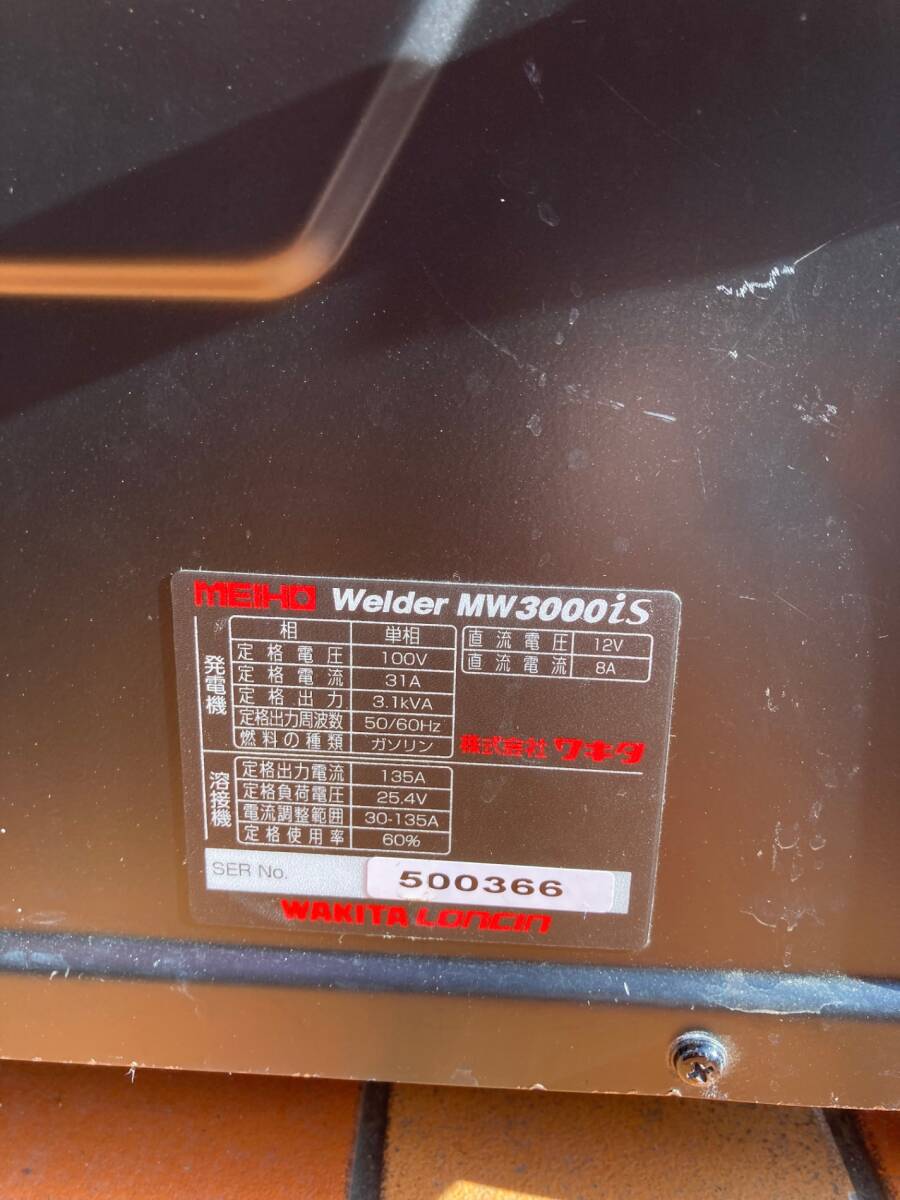 MEIHO Welder MW3000iS
発電機
相 単相
定格電圧 100V
定格電流 31A
定格出力 3.1kVA
定格出力周波数 50/60Hz
燃料の種類 ガソリン
直流電圧 12V
直流電流 8A
株式会社 ワキタ
溶接機
定格出力電流 135A
定格負荷電圧 25.4V
電流調整範囲 30-135A
定格使用率 60%
SER No. 500366
WAKITA LONCIN